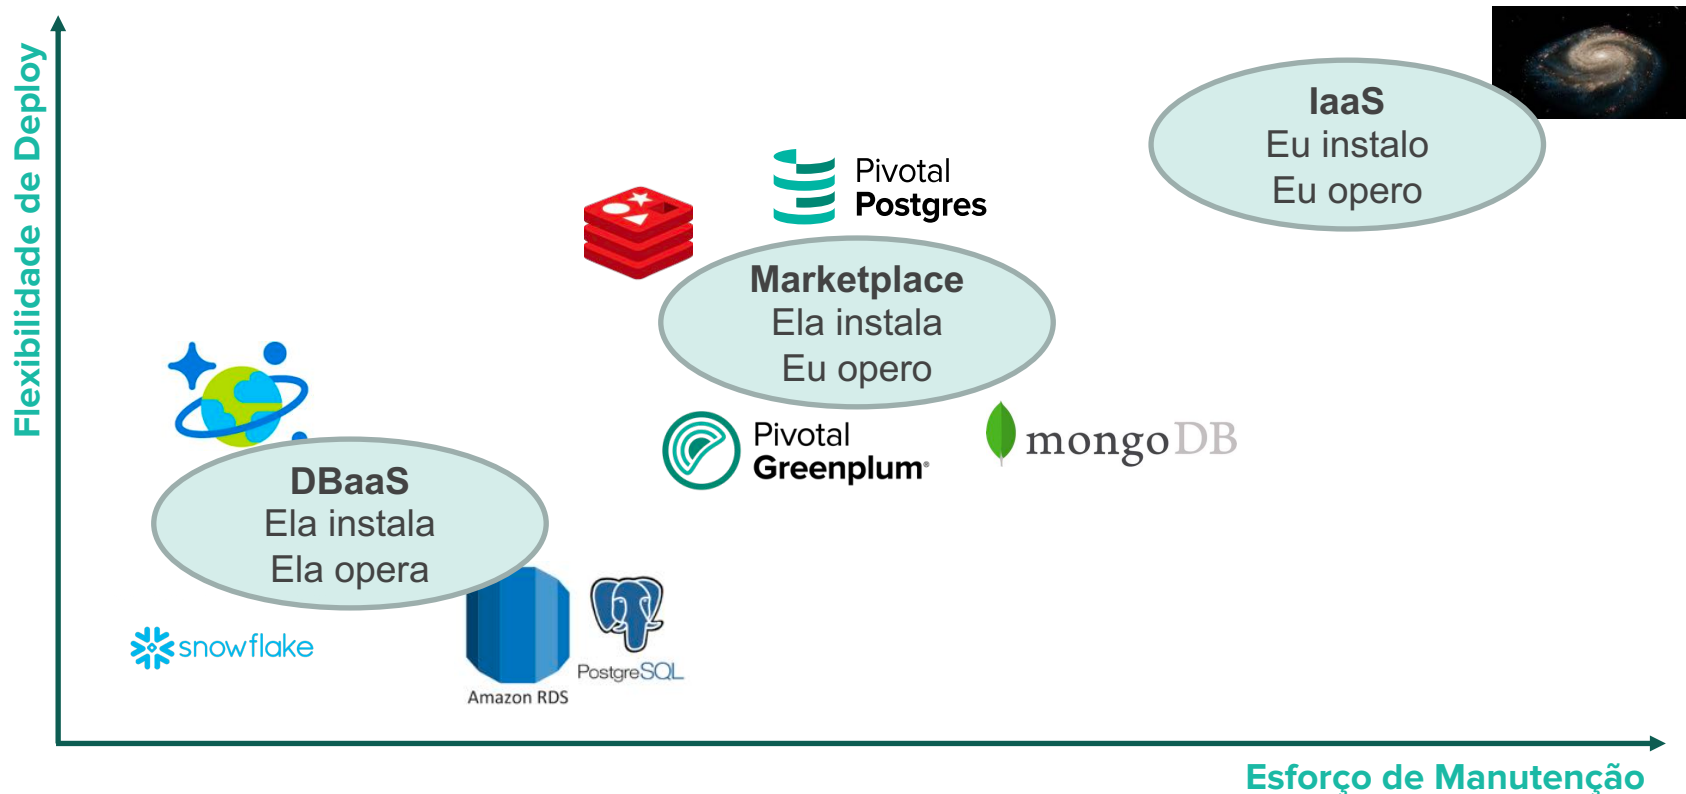 Flexibilidade de Deploy
IaaS
Eu instalo
Eu opero
Pivotal
Postgres
Marketplace
Ela instala
Eu opero
Pivotal
Greenplum®
mongoDB
DBaaS
Ela instala
Ela opera
snowflake
Amazon RDS
PostgreSQL
Esforço de Manutenção